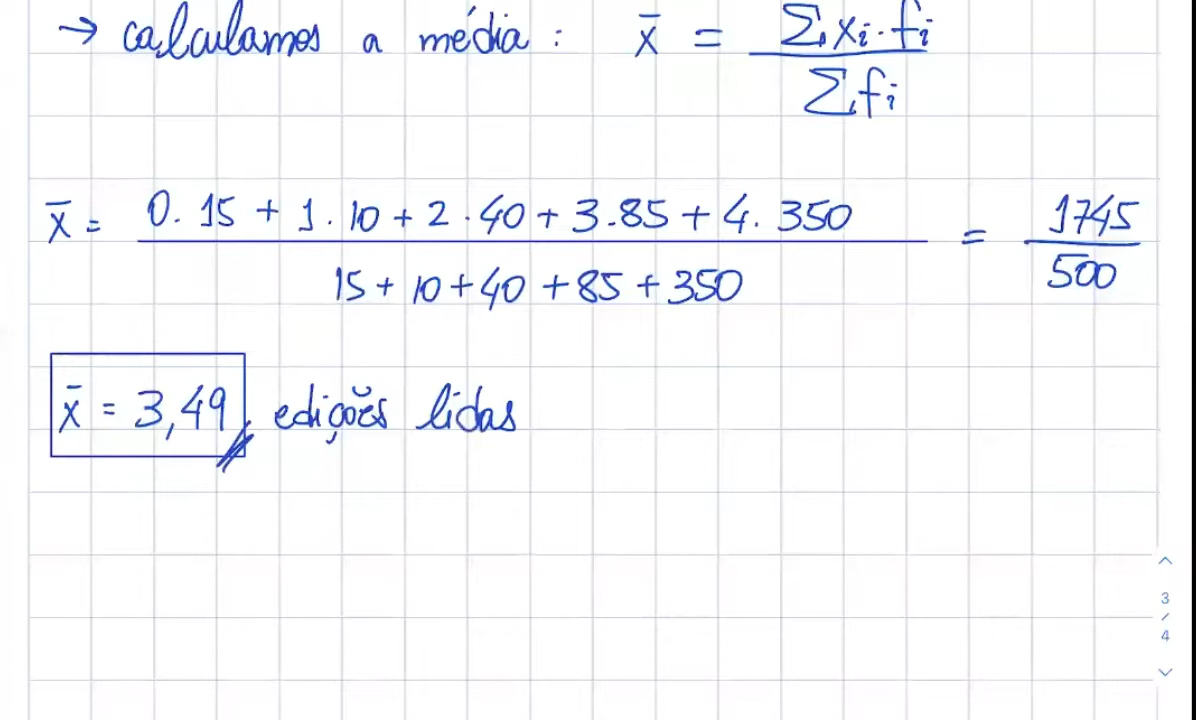 → calculamos a média: x̄ = Σxi·fi / Σfi
x̄ = 0.15 + 1.10 + 2.40 + 3.85 + 4.350 / 15 + 10 + 40 + 85 + 350 = 1745 / 500
x̄ = 3,49 edições lidas
3
/
4